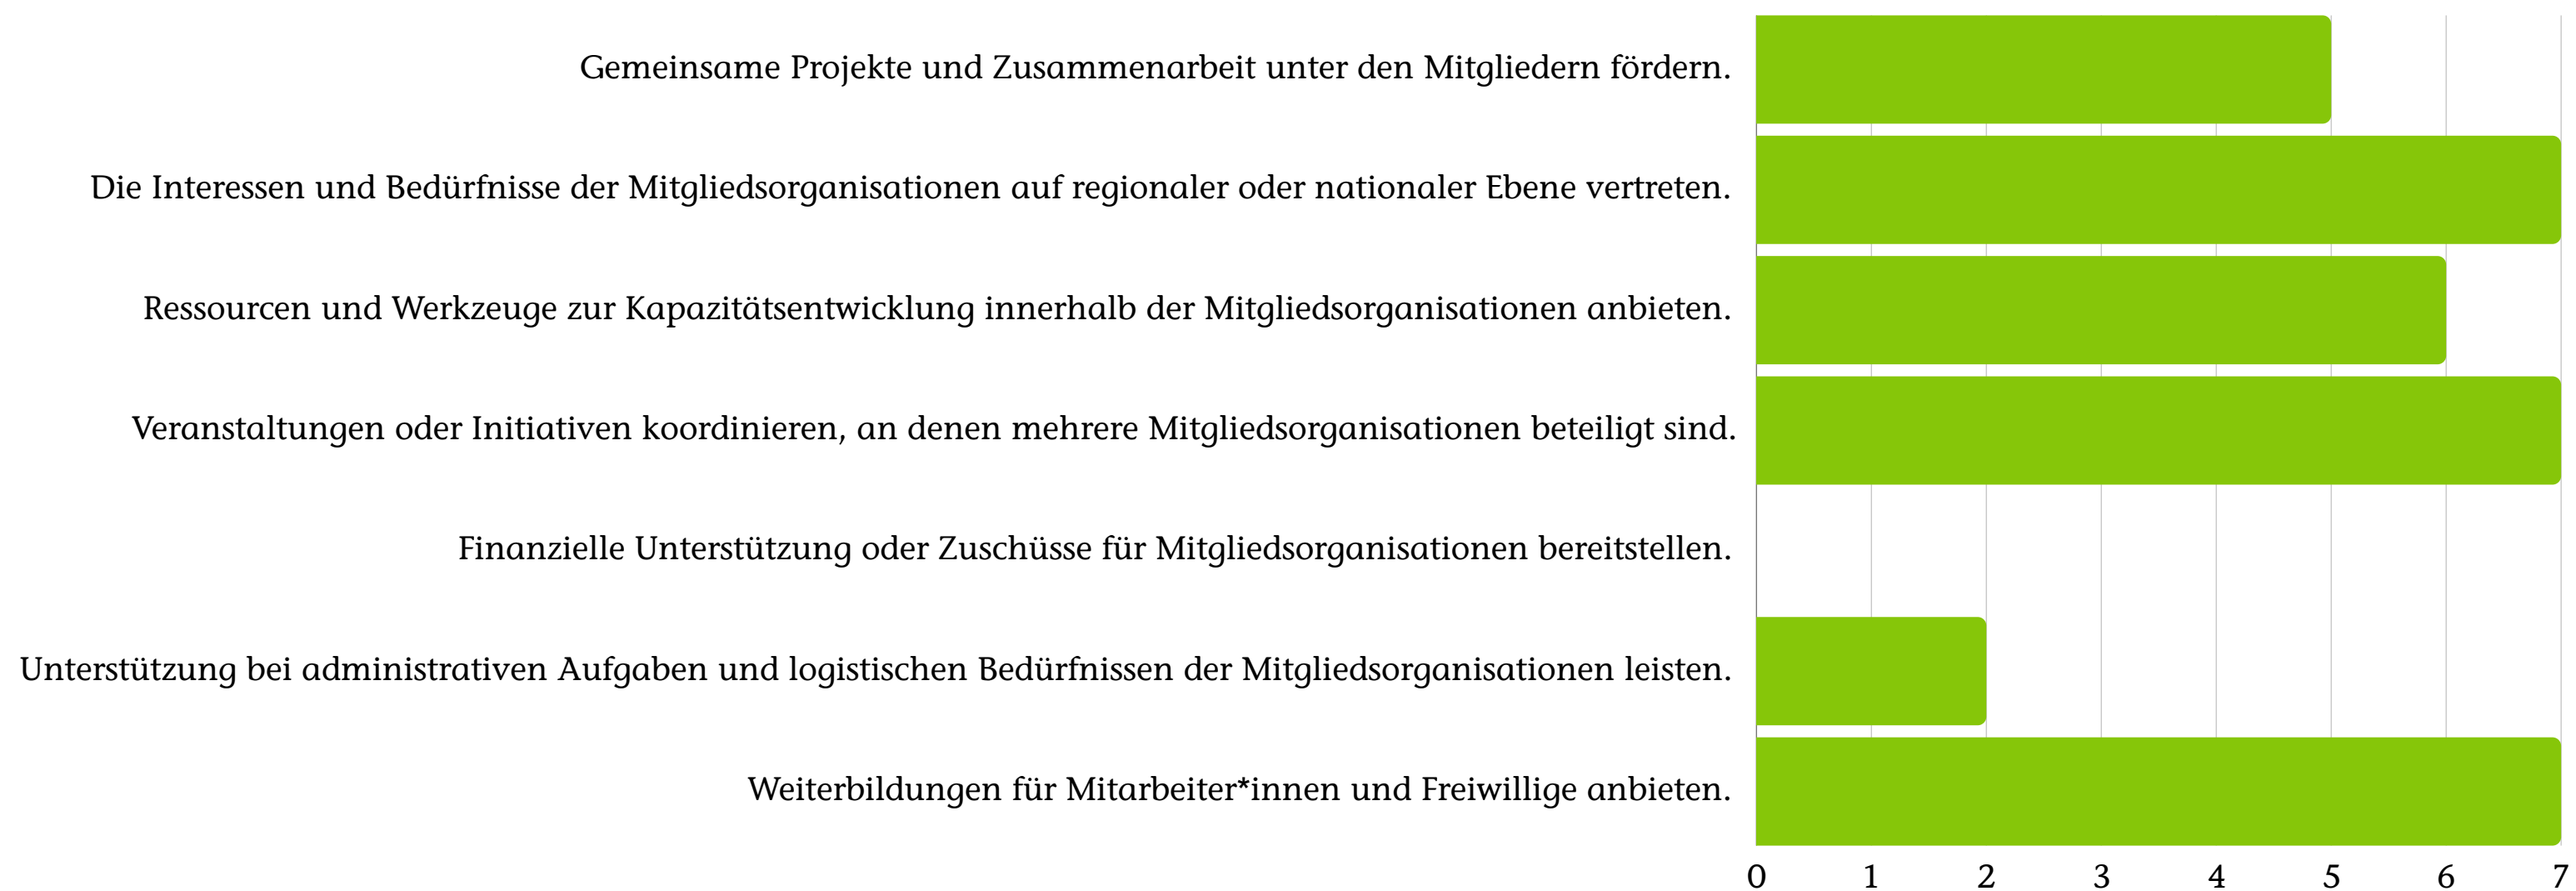 Gemeinsame Projekte und Zusammenarbeit unter den Mitgliedern fördern.
Die Interessen und Bedürfnisse der Mitgliedsorganisationen auf regionaler oder nationaler Ebene vertreten.
Ressourcen und Werkzeuge zur Kapazitätsentwicklung innerhalb der Mitgliedsorganisationen anbieten.
Veranstaltungen oder Initiativen koordinieren, an denen mehrere Mitgliedsorganisationen beteiligt sind.
Finanzielle Unterstützung oder Zuschüsse für Mitgliedsorganisationen bereitstellen.
Unterstützung bei administrativen Aufgaben und logistischen Bedürfnissen der Mitgliedsorganisationen leisten.
Weiterbildungen für Mitarbeiter*innen und Freiwillige anbieten.
0 1 2 3 4 5 6 7